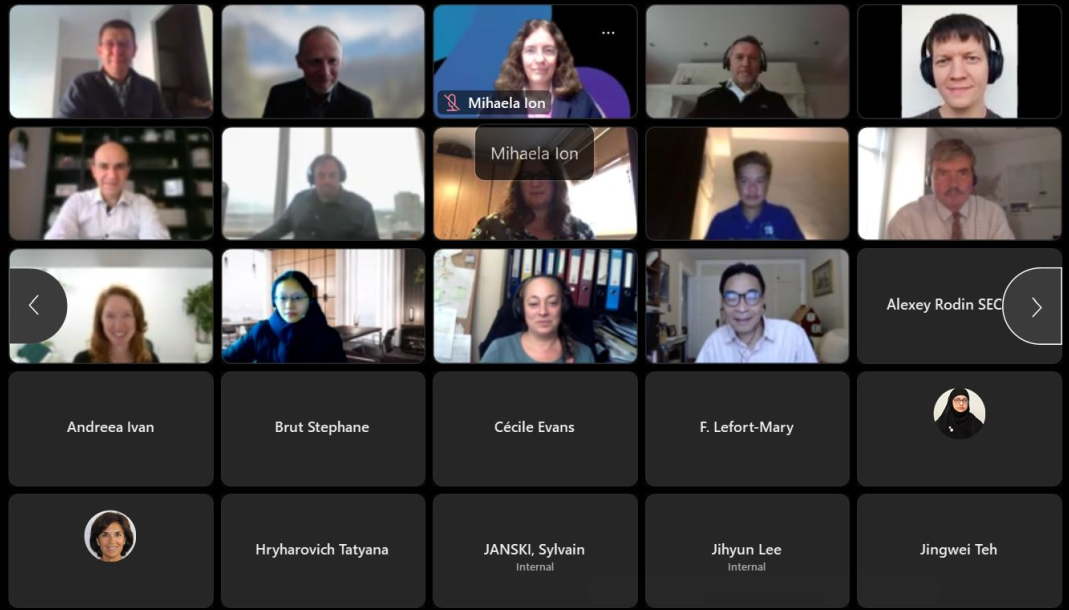 Mihaela Ion
Mihaela Ion
Alexey Rodin SEC
Andreea Ivan
Brut Stephane
Cécile Evans
F. Lefort-Mary
Hryharovich Tatyana
JANSKI, Sylvain
Internal
Jihyun Lee
Internal
Jingwei Teh